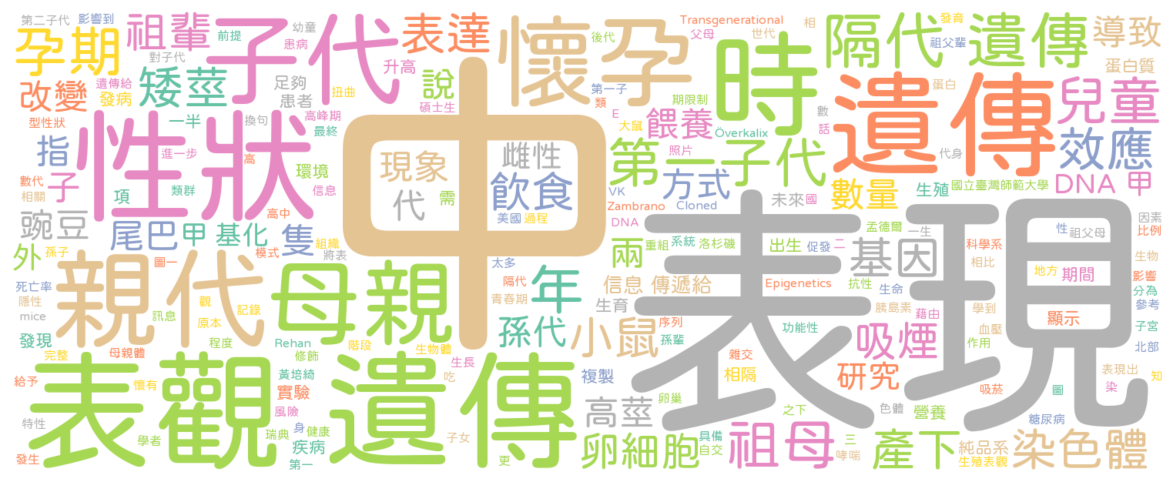 第二子代 影響到
孕期
祖輩
前提
幼童
患病
對子代
子代
表達
懷孕
後代
Transgenerational
父母
世代
相
發育
祖父輩
隔代 遺傳
導致
蛋白質
改變
遺傳給
發病
矮莖
扭曲
升高
說
足夠
患者
碩士生
第一子
類
期限制
E
大鼠
餵養
照片
時
Överkalix
數
話
遺傳
蛋白
兒童
效應
型性狀
一半
換句
高峰期
最終
進一步
高
指
性狀
環境
信息
數代
相關
子
項
類群
現象
代
需
中
雌性
飲食
美國
過程
第一子代
方式
VK
Zambrano
DNA
Cloned
代身
數量
生殖
未來
國
國立臺灣師範大學
DNA 甲
豌豆
尾巴
甲 基化
隻
高中
組織
模式
將表
孟德爾
一生
性
祖父母
因素
比例
外
孫子
圖一
親代
母親
年
太多
隔代
青春期
兩
重組
系統
洛杉磯
出生
促發
二
基因
科學系
相比
地方
期間
生物
影響
死亡率
隱性
mice
訊息
觀
原本
記錄
信息 傳遞給
生育
Epigenetics
抗性
生命
胰島素
藉由
學到
血壓
顯示
分為
參考
子宮
發現
母親體
程度
Rehan
孫代
小鼠
序列
孫輩
功能性
吸煙
作用
北部
表現
完整
修飾
階段
生物體
生長
黃培綺
複製
雜交
相隔
研究
吸菸
圖
表現出
染
知
給予
懷有
實驗
吃
表觀遺傳
特性
風險
身
健康
高莖
卵巢
之下
色體
營養
糖尿病
學者
瑞典
疾病
子女
卵細胞
具備
自交
祖母
三
哮喘
產下
純品系
生殖表觀
染色體
發生
第一
更